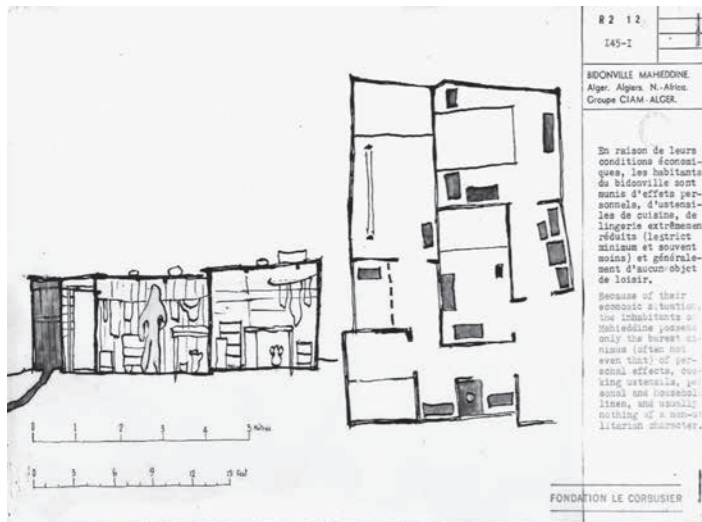 R2 12
I45-I
BIDONVILLE MAHIEDDINE.
Alger. Algiers. N.-Africa.
Groupe CIAM-ALGER.
En raison de leurs
conditions économi-
ques, les habitants
du bidonville sont
munis d'effets per-
sonnels, d'ustensi-
les de cuisine, de
lingerie extrêmement
réduits (lestrict
minimum et souvent
moins) et générale-
ment d'aucun objet
de loisir.
Because of their
economic situation,
the inhabitants of
Mahieddine possess
only the barest mi-
nimum (often not
even that) of per-
sonal effects, coo-
king ustensils, per
sonal and household
linen, and usually
nothing of a non-ut
litarian character.
0 1 2 3 4 5 Mètres
0 3 6 9 12 15 Feet
FONDATION LE CORBUSIER